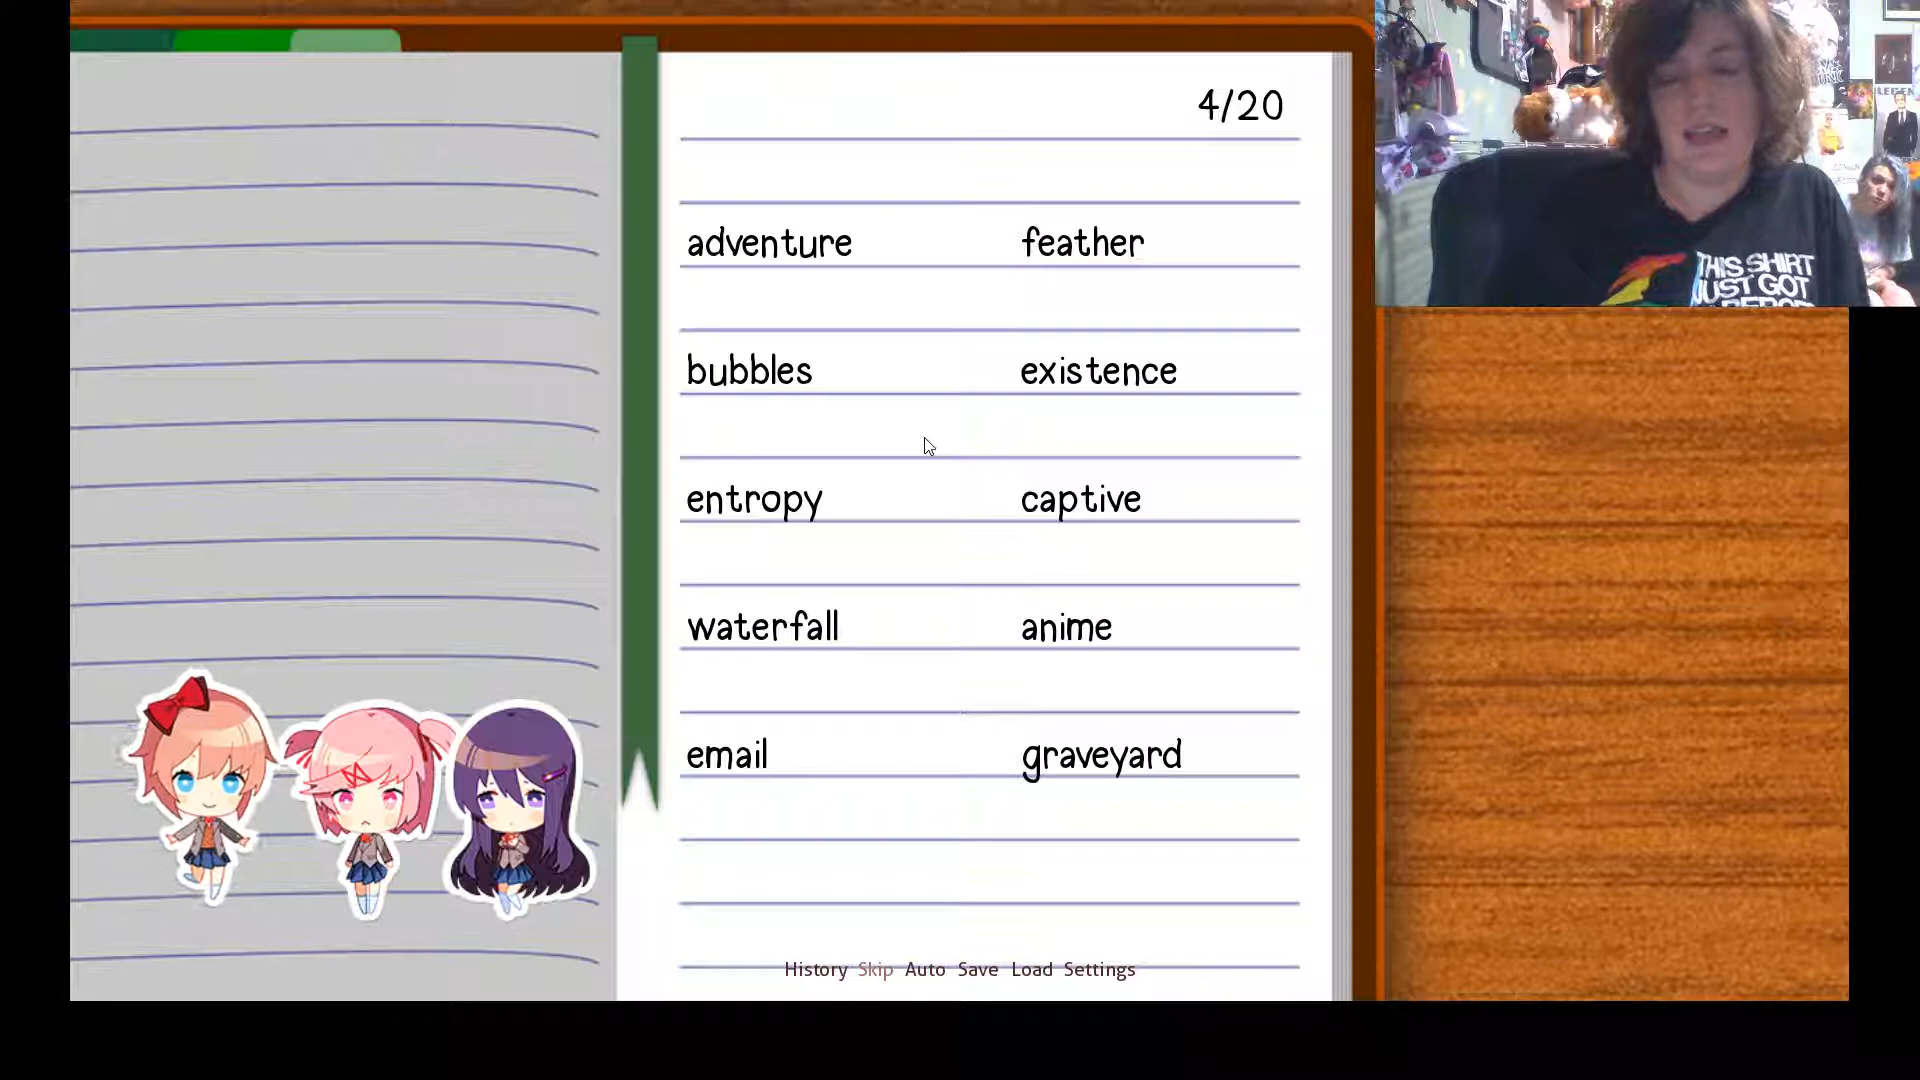 4/20
adventure feather
bubbles existence
entropy captive
waterfall anime
email graveyard
History Skip Auto Save Load Settings
THIS SHIRT
JUST GOT